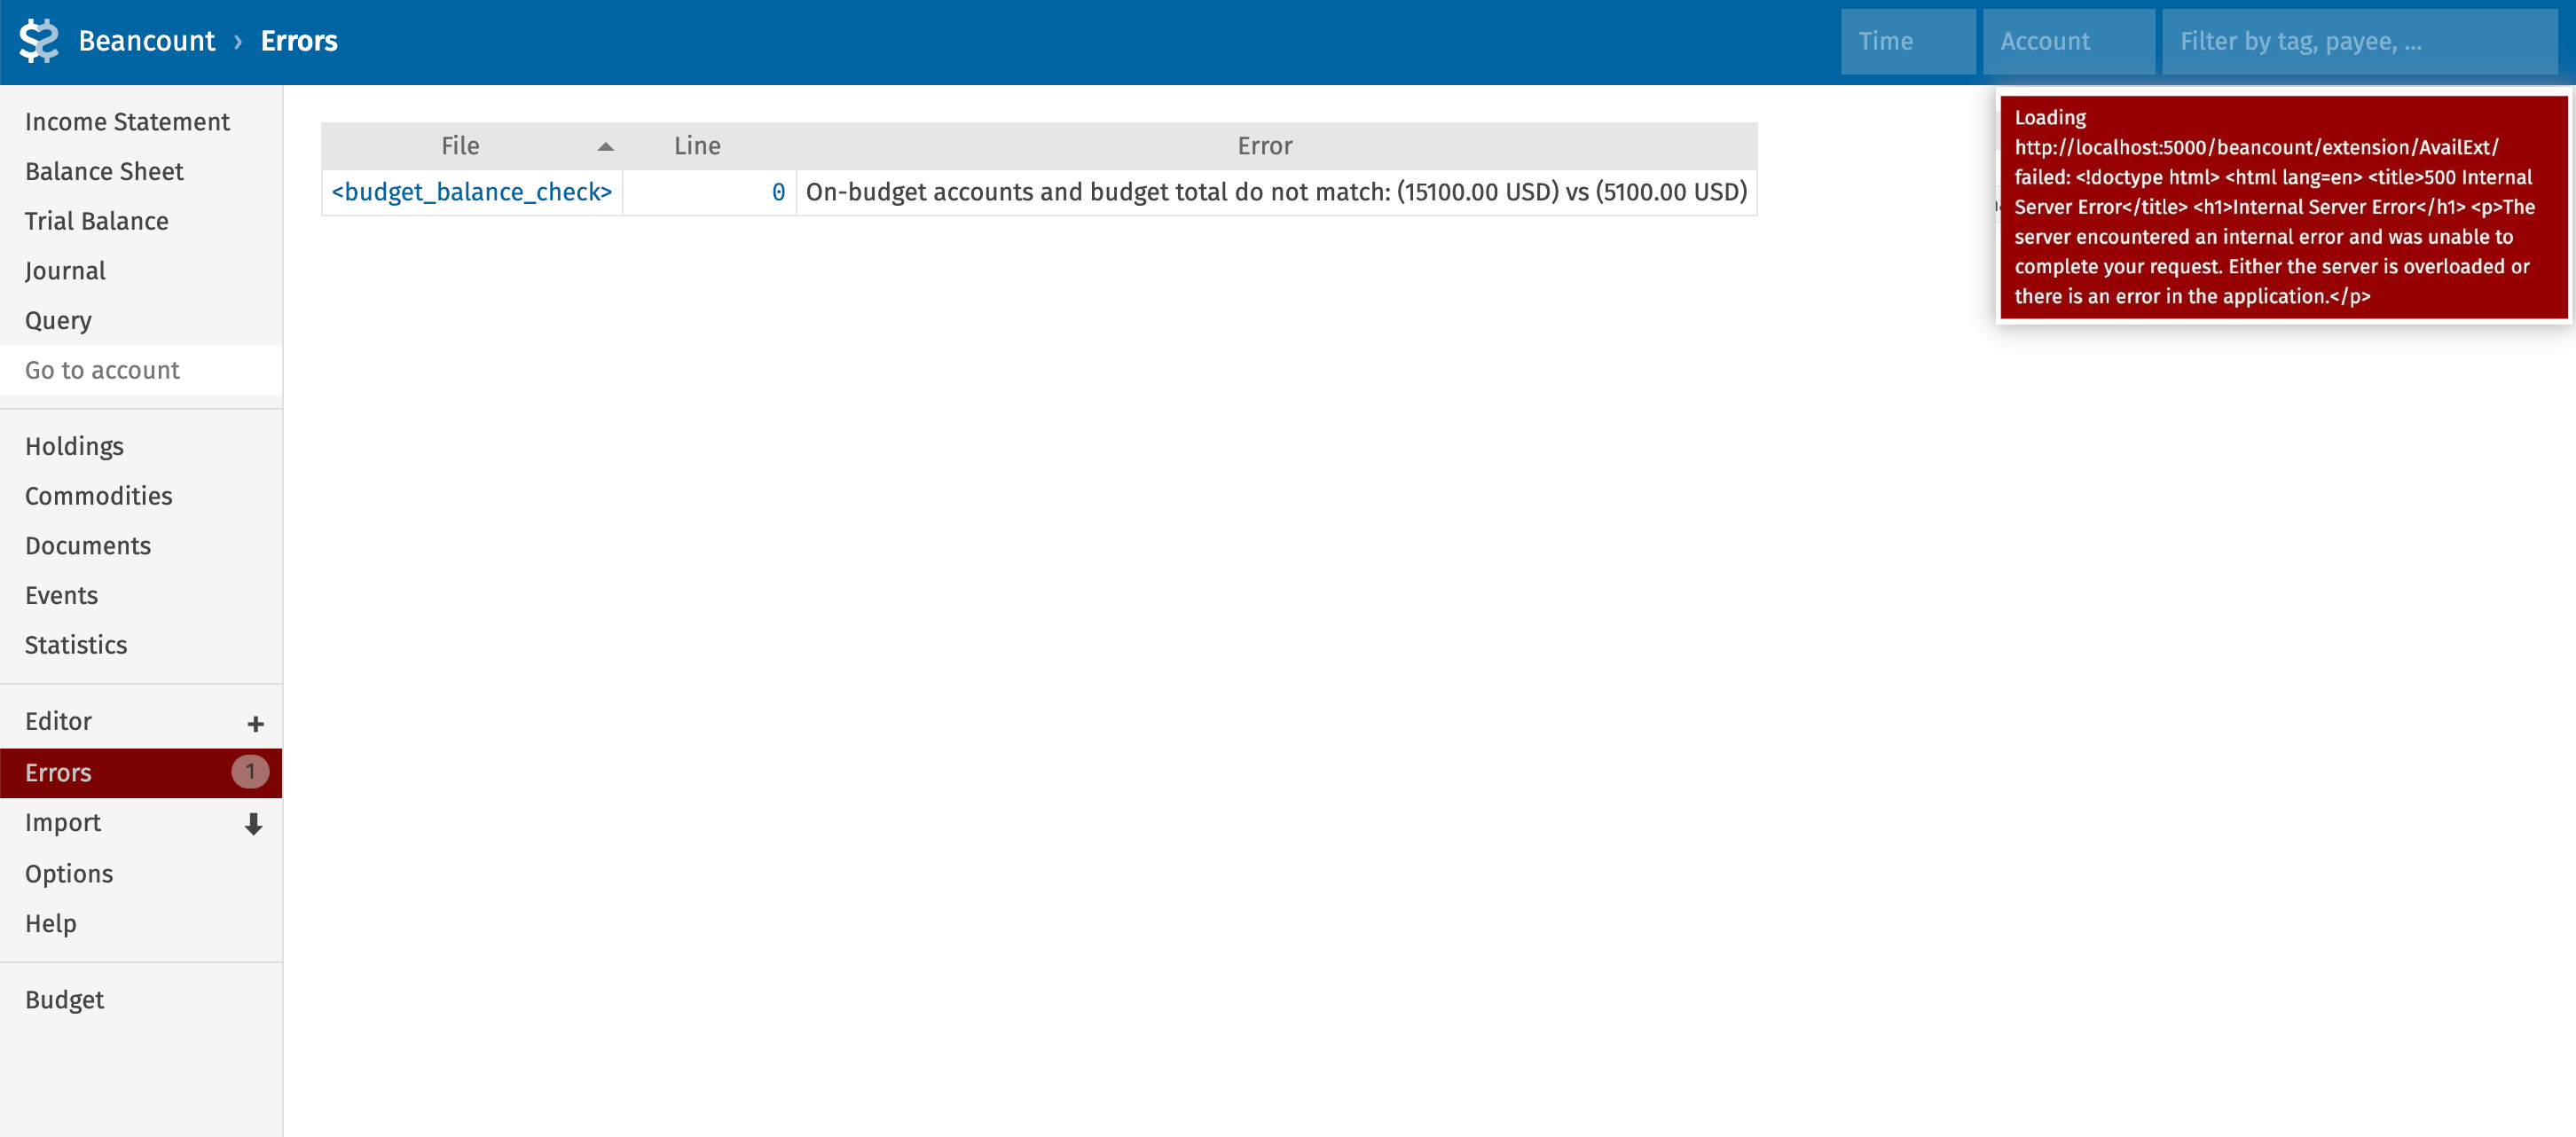 Beancount › Errors
Time
Account
Filter by tag, payee, ...
Income Statement
Balance Sheet
Trial Balance
Journal
Query
Go to account
Holdings
Commodities
Documents
Events
Statistics
Editor +
Errors 1
Import
Options
Help
Budget
File Line Error
<budget_balance_check> 0 On-budget accounts and budget total do not match: (15100.00 USD) vs (5100.00 USD)
Loading
http://localhost:5000/beancount/extension/AvailExt/
failed: <!doctype html> <html lang=en> <title>500 Internal
Server Error</title> <h1>Internal Server Error</h1> <p>The
server encountered an internal error and was unable to
complete your request. Either the server is overloaded or
there is an error in the application.</p>